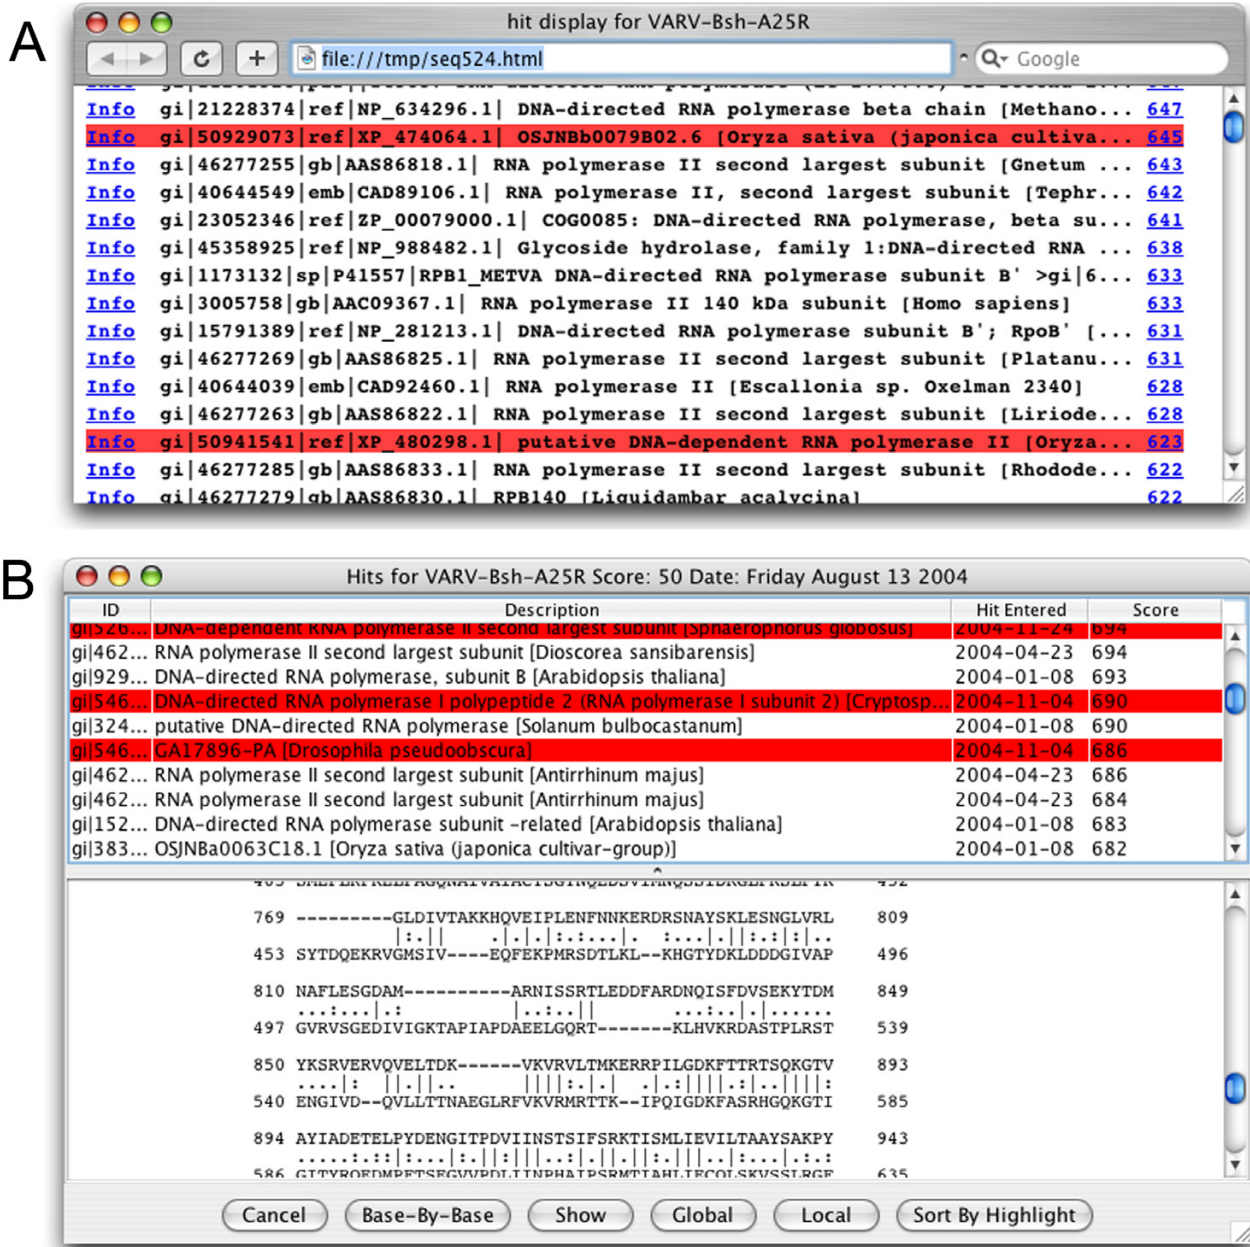 A
hit display for VARV-Bsh-A25R
file:///tmp/seq524.html
Google
Info gi|21228374|ref|NP_634296.1| DNA-directed RNA polymerase beta chain [Methano... 647
Info gi|50929073|ref|XP_474064.1| OSJNBb0079B02.6 [Oryza sativa (japonica cultiva... 645
Info gi|46277255|gb|AAS86818.1| RNA polymerase II second largest subunit [Gnetum ... 643
Info gi|40644549|emb|CAD89106.1| RNA polymerase II, second largest subunit [Tephr... 642
Info gi|23052346|ref|ZP_00079000.1| COG0085: DNA-directed RNA polymerase, beta su... 641
Info gi|45358925|ref|NP_988482.1| Glycoside hydrolase, family 1:DNA-directed RNA ... 638
Info gi|1173132|sp|P41557|RPB1_METVA DNA-directed RNA polymerase subunit B' >gi|6... 633
Info gi|3005758|gb|AAC09367.1| RNA polymerase II 140 kDa subunit [Homo sapiens] 633
Info gi|15791389|ref|NP_281213.1| DNA-directed RNA polymerase subunit B'; RpoB' [... 631
Info gi|46277269|gb|AAS86825.1| RNA polymerase II second largest subunit [Platanu... 631
Info gi|40644039|emb|CAD92460.1| RNA polymerase II [Escallonia sp. Oxelman 2340] 628
Info gi|46277263|gb|AAS86822.1| RNA polymerase II second largest subunit [Liriode... 628
Info gi|50941541|ref|XP_480298.1| putative DNA-dependent RNA polymerase II [Oryza... 623
Info gi|46277285|gb|AAS86833.1| RNA polymerase II second largest subunit [Rhodode... 622
Info gi|46277279|gb|AAS86830.1| RPB140 [Liquidambar acalycina] 622
B
Hits for VARV-Bsh-A25R Score: 50 Date: Friday August 13 2004
ID Description Hit Entered Score
gi|526... DNA-dependent RNA polymerase II second largest subunit [Sphaerophorus globosus] 2004-11-24 694
gi|462... RNA polymerase II second largest subunit [Dioscorea sansibarensis] 2004-04-23 694
gi|929... DNA-directed RNA polymerase, subunit B [Arabidopsis thaliana] 2004-01-08 693
gi|546... DNA-directed RNA polymerase I polypeptide 2 (RNA polymerase I subunit 2) [Cryptosp... 2004-11-04 690
gi|324... putative DNA-directed RNA polymerase [Solanum bulbocastanum] 2004-01-08 690
gi|546... GA17896-PA [Drosophila pseudoobscura] 2004-11-04 686
gi|462... RNA polymerase II second largest subunit [Antirrhinum majus] 2004-04-23 686
gi|462... RNA polymerase II second largest subunit [Antirrhinum majus] 2004-04-23 684
gi|152... DNA-directed RNA polymerase subunit -related [Arabidopsis thaliana] 2004-01-08 683
gi|383... OSJNBa0063C18.1 [Oryza sativa (japonica cultivar-group)] 2004-01-08 682
769 ---------GLDIVTAKKHQVEIPLENFNNKERDRSNAYSKLESNGLVRL 809
|:.|| .|.|.|:.:...|. :...|.||:.:|:|..
453 SYTDQEKRVGMSIV----EQFEKPMRSDTLKL--KHGTYDKLDDDGIVAP 496
810 NAFLESGDAM----------ARNISSRTLEDDFARDNQISFDVSEKYTDM 849
...:...|.: |..:..|| ...:..|.|......
497 GVRVSGEDIVIGKTAPIAPDAEELGQRT-------KLHVKRDASTPLRST 539
850 YKSRVERVQVELTDK------VKVRVLTMKERRPILGDKFTTRTSQKGTV 893
....|: ||.||.. ||||:.|.| .|.:||||.:|..||||:
540 ENGIVD--QVLLTTNAEGLRFVKVRMRTTK--IPQIGDKFASRHGQKGTI 585
894 AYIADETELPYDENGITPDVIINSTSIFSRKTISMLIEVILTAAYSAKPY 943
.....:.:|.|.:|:.||:|||..:.|.||.|:.||.|..|...|.:.:
586 GITYRQEDMPFTSEGVVPDLIINPHAIPSRMTIAHLIECQLSKVSSLRGE 635
Cancel Base-By-Base Show Global Local Sort By Highlight